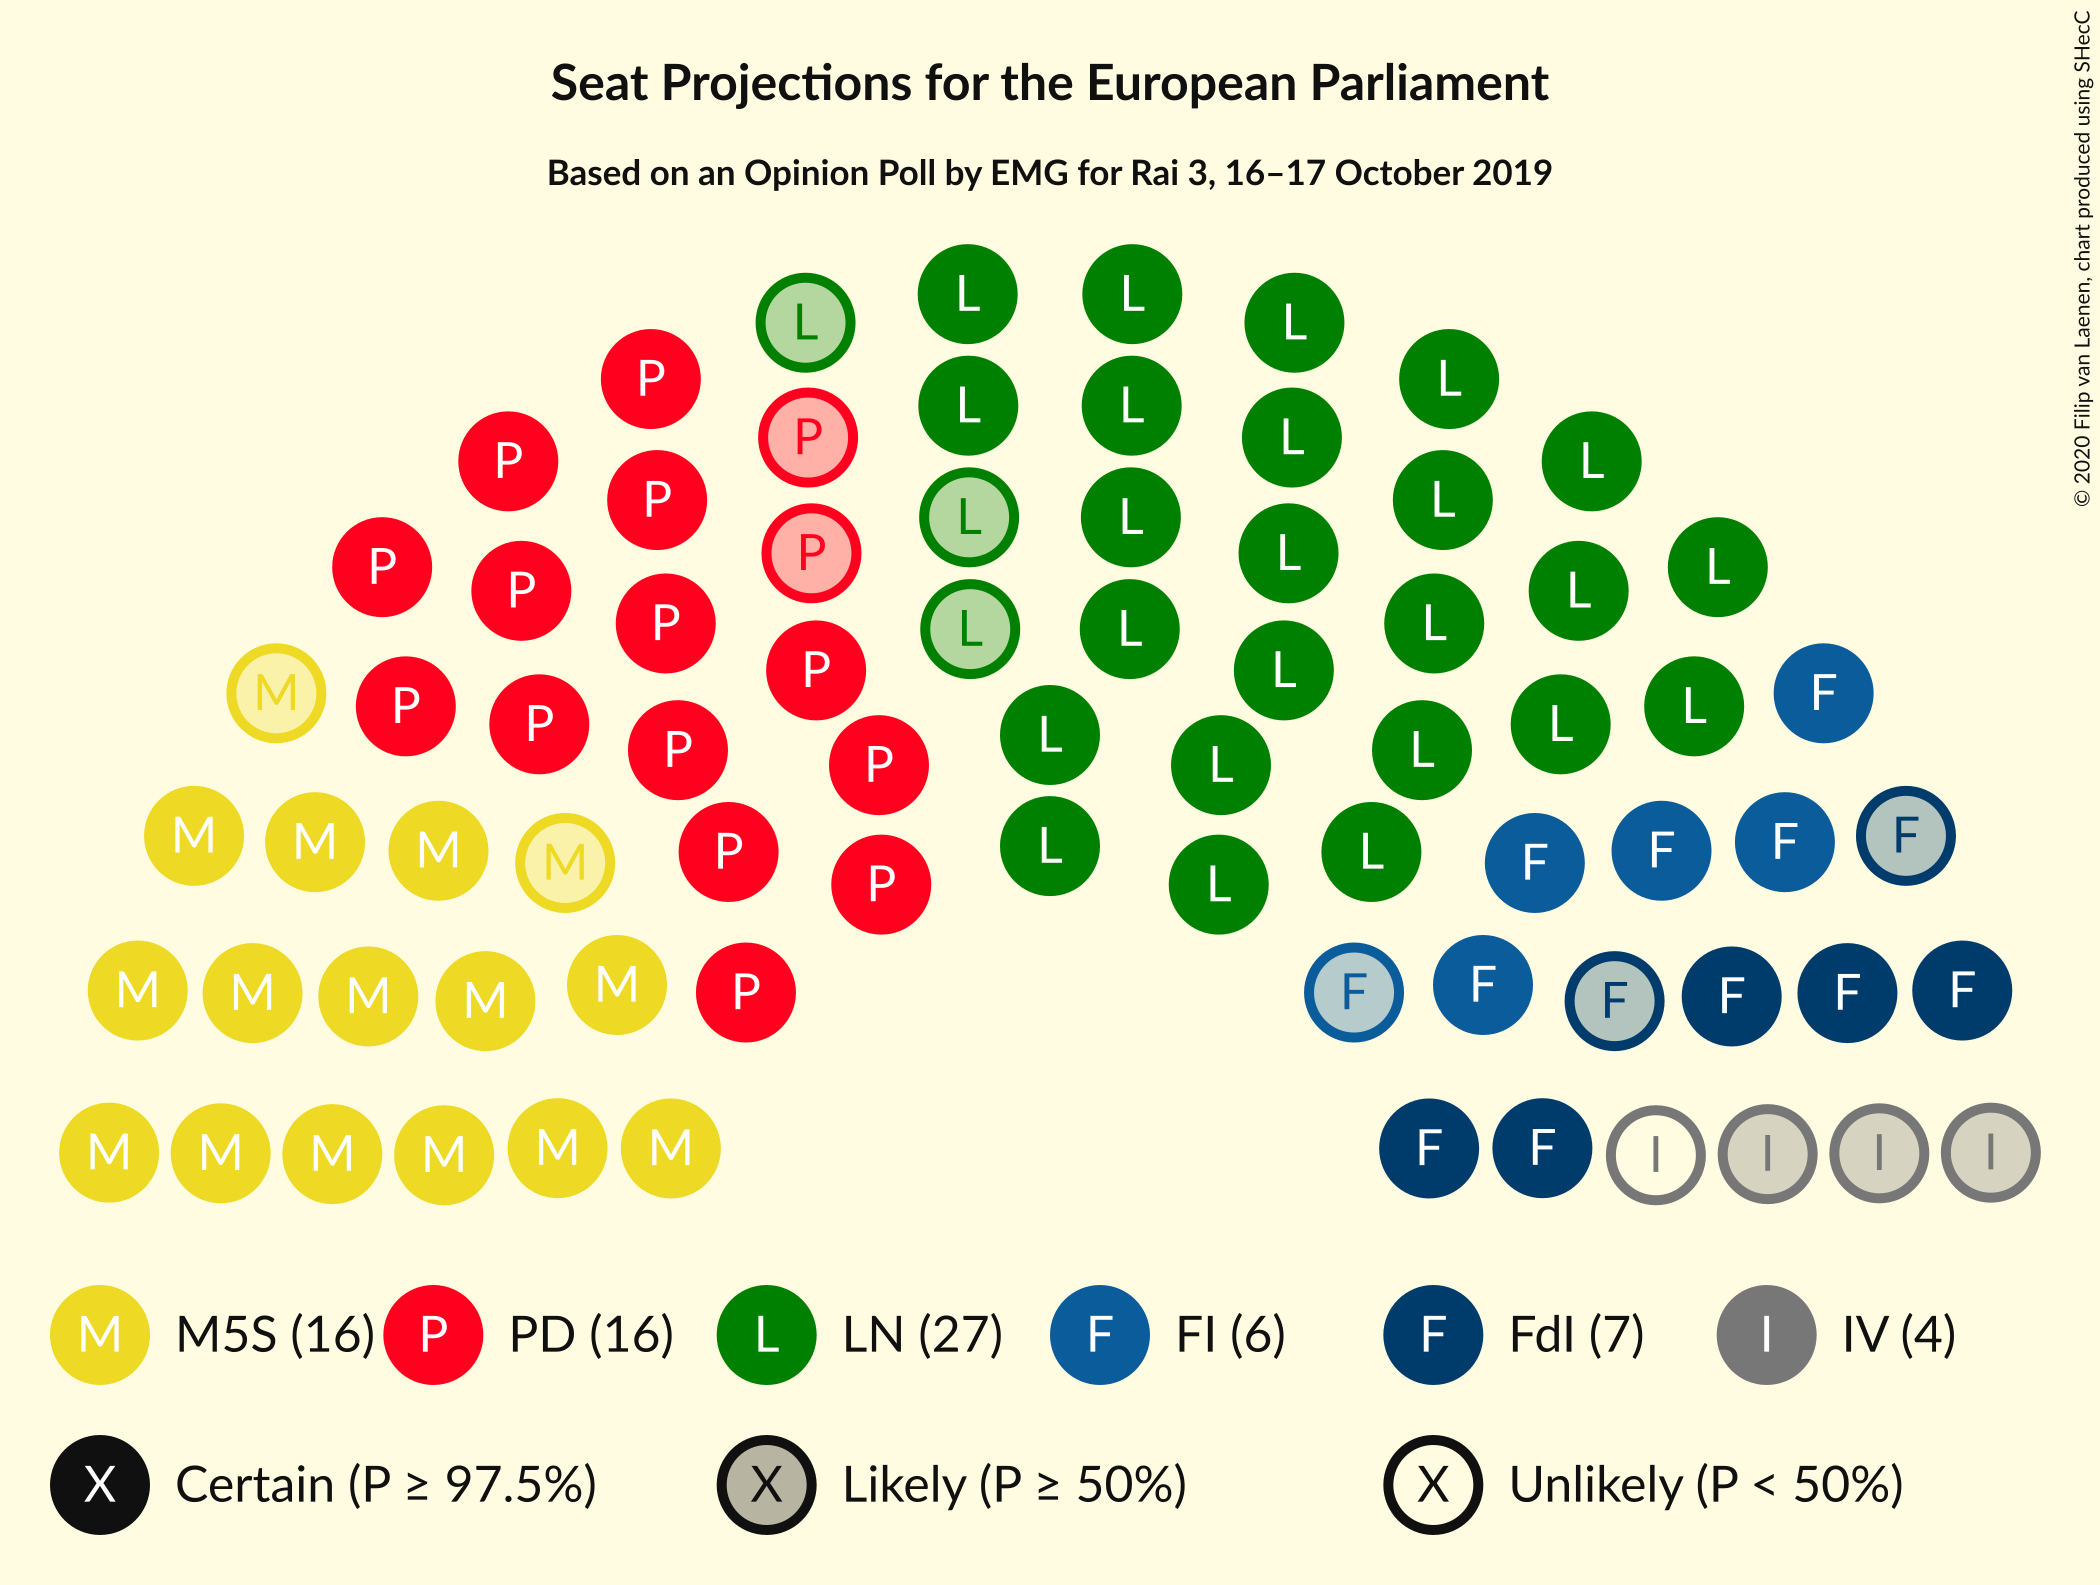 Seat Projections for the European Parliament
Based on an Opinion Poll by EMG for Rai 3, 16–17 October 2019
© 2020 Filip van Laenen, chart produced using SHecC
L L L L
P L L P
P L L L
P P L L L
P P L L L L L
P P L L L L L
M P P P P L L L L L L F
P P L L L L
M M M M P P L L L F F F F
M M M M M P F F F F F F
M M M M M M F F I I I I
M M5S (16) P PD (16) L LN (27) F FI (6) F FdI (7) I IV (4)
X Certain (P ≥ 97.5%) X Likely (P ≥ 50%) X Unlikely (P < 50%)